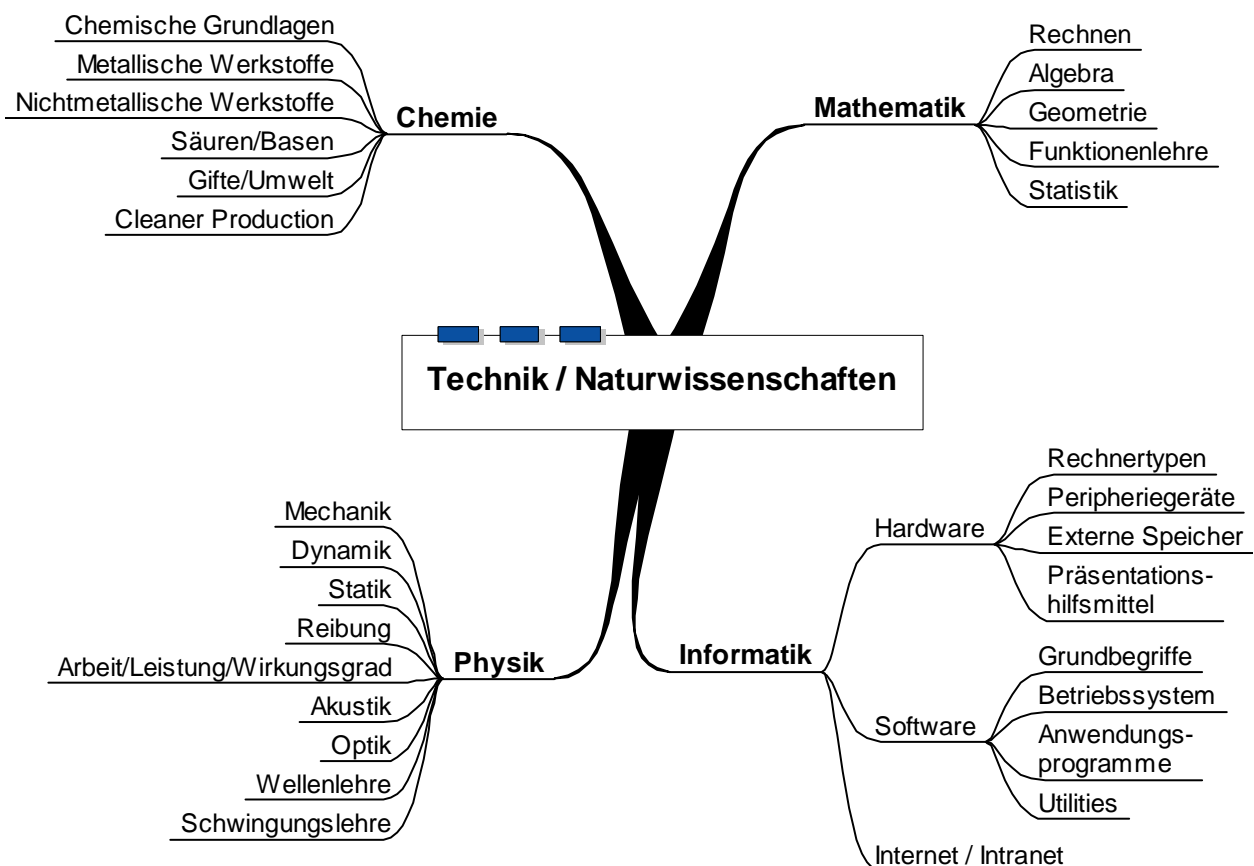 Chemische Grundlagen
Metallische Werkstoffe
Nichtmetallische Werkstoffe
Säuren/Basen
Gifte/Umwelt
Cleaner Production
Chemie
Mathematik
Rechnen
Algebra
Geometrie
Funktionenlehre
Statistik
Technik / Naturwissenschaften
Mechanik
Dynamik
Statik
Reibung
Arbeit/Leistung/Wirkungsgrad
Akustik
Optik
Wellenlehre
Schwingungslehre
Physik
Informatik
Hardware
Rechnertypen
Peripheriegeräte
Externe Speicher
Präsentations-
hilfsmittel
Software
Grundbegriffe
Betriebssystem
Anwendungs-
programme
Utilities
Internet / Intranet